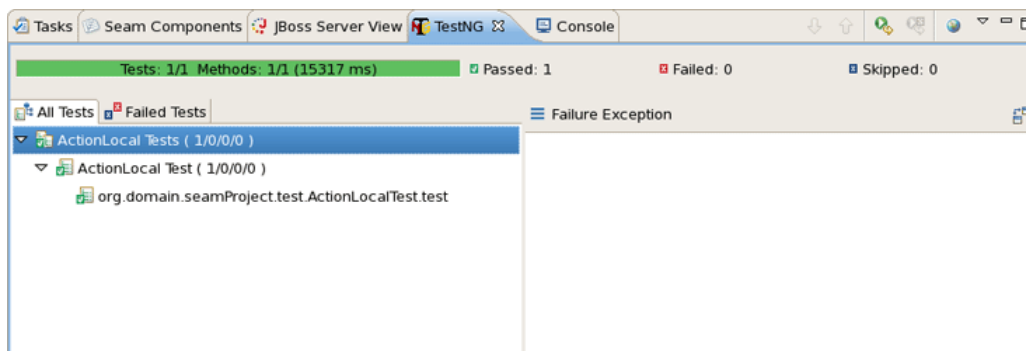 Tasks Seam Components JBoss Server View TestNG Console
Tests: 1/1 Methods: 1/1 (15317 ms) Passed: 1 Failed: 0 Skipped: 0
All Tests Failed Tests Failure Exception
ActionLocal Tests ( 1/0/0/0 )
ActionLocal Test ( 1/0/0/0 )
org.domain.seamProject.test.ActionLocalTest.test